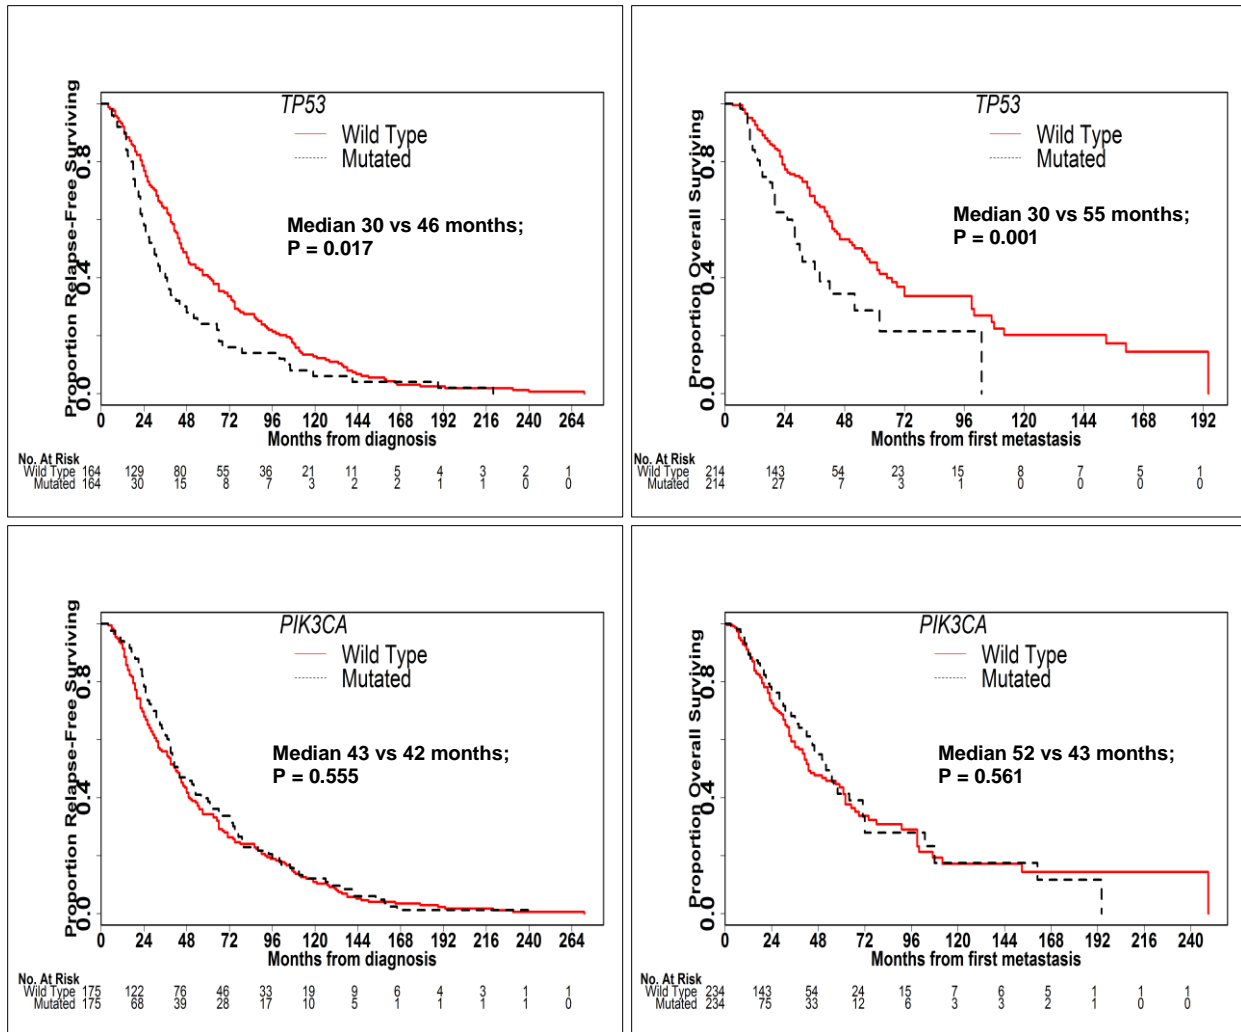 TP53
Wild Type
Mutated
Median 30 vs 46 months;
P = 0.017
Proportion Relapse-Free Surviving
0.0 0.4 0.8
0 24 48 72 96 120 144 168 192 216 240 264
Months from diagnosis
No. At Risk
Wild Type 164 129 80 55 36 21 11 5 4 3 2 1
Mutated 164 30 15 8 7 3 2 2 1 1 0 0
TP53
Wild Type
Mutated
Median 30 vs 55 months;
P = 0.001
Proportion Overall Surviving
0.0 0.4 0.8
0 24 48 72 96 120 144 168 192
Months from first metastasis
No. At Risk
Wild Type 214 143 54 23 15 8 7 5 1
Mutated 214 27 7 3 1 0 0 0 0
PIK3CA
Wild Type
Mutated
Median 43 vs 42 months;
P = 0.555
Proportion Relapse-Free Surviving
0.0 0.4 0.8
0 24 48 72 96 120 144 168 192 216 240 264
Months from diagnosis
No. At Risk
Wild Type 175 122 76 46 33 19 9 6 4 3 1 1
Mutated 175 68 39 28 17 10 5 1 1 1 1 0
PIK3CA
Wild Type
Mutated
Median 52 vs 43 months;
P = 0.561
Proportion Overall Surviving
0.0 0.4 0.8
0 24 48 72 96 120 144 168 192 216 240
Months from first metastasis
No. At Risk
Wild Type 234 143 54 24 15 7 6 5 1 1 1
Mutated 234 75 33 12 6 3 3 2 1 0 0